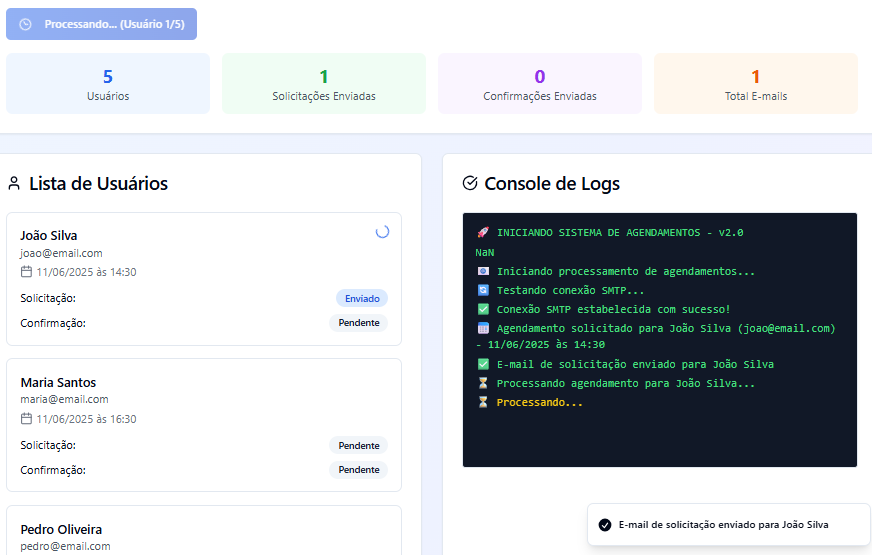 Processando... (Usuário 1/5)
5
Usuários
1
Solicitações Enviadas
0
Confirmações Enviadas
1
Total E-mails
Lista de Usuários
João Silva
joao@email.com
11/06/2025 às 14:30
Solicitação:
Enviado
Confirmação:
Pendente
Maria Santos
maria@email.com
11/06/2025 às 16:30
Solicitação:
Pendente
Confirmação:
Pendente
Pedro Oliveira
pedro@email.com
Console de Logs
INICIANDO SISTEMA DE AGENDAMENTOS - v2.0
NaN
Iniciando processamento de agendamentos...
Testando conexão SMTP...
Conexão SMTP estabelecida com sucesso!
Agendamento solicitado para João Silva (joao@email.com)
- 11/06/2025 às 14:30
E-mail de solicitação enviado para João Silva
Processando agendamento para João Silva...
Processando...
E-mail de solicitação enviado para João Silva